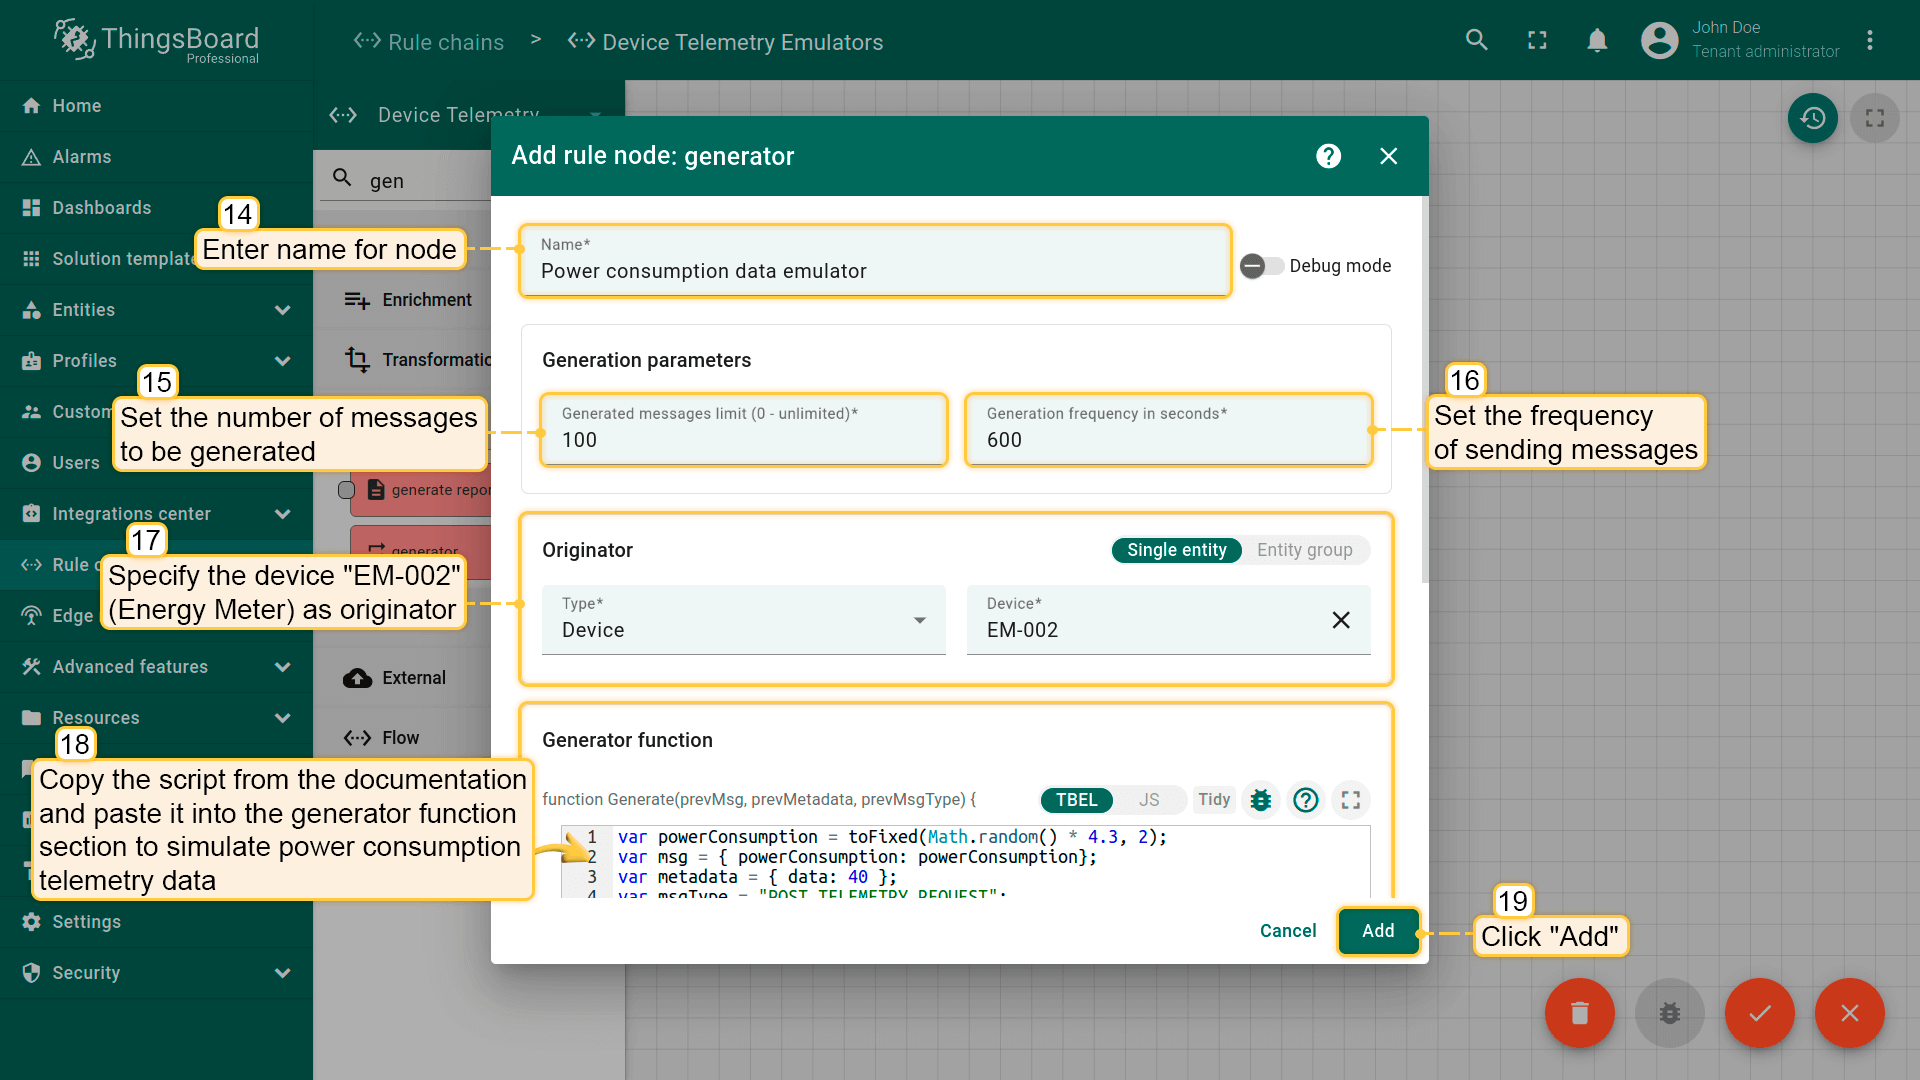 ThingsBoard
Professional
Rule chains > Device Telemetry Emulators
John Doe
Tenant administrator
Home
Alarms
Dashboards
Solution template
Entities
Profiles
Custom
Users
Integrations center
Rule c
Edge
Advanced features
Resources
Settings
Security
Device Telemetry
gen
Enrichment
Transformatio
generate repor
generator
External
Flow
Add rule node: generator
Name*
Power consumption data emulator
Debug mode
Generation parameters
Generated messages limit (0 - unlimited)*
100
Generation frequency in seconds*
600
Originator
Single entity
Entity group
Type*
Device
Device*
EM-002
Generator function
function Generate(prevMsg, prevMetadata, prevMsgType) {
TBEL
JS
Tidy
1 var powerConsumption = toFixed(Math.random() * 4.3, 2);
2 var msg = { powerConsumption: powerConsumption};
3 var metadata = { data: 40 };
4 var msgType = "POST_TELEMETRY_REQUEST";
Cancel
Add
14
Enter name for node
15
Set the number of messages
to be generated
16
Set the frequency
of sending messages
17
Specify the device "EM-002"
(Energy Meter) as originator
18
Copy the script from the documentation
and paste it into the generator function
section to simulate power consumption
telemetry data
19
Click "Add"